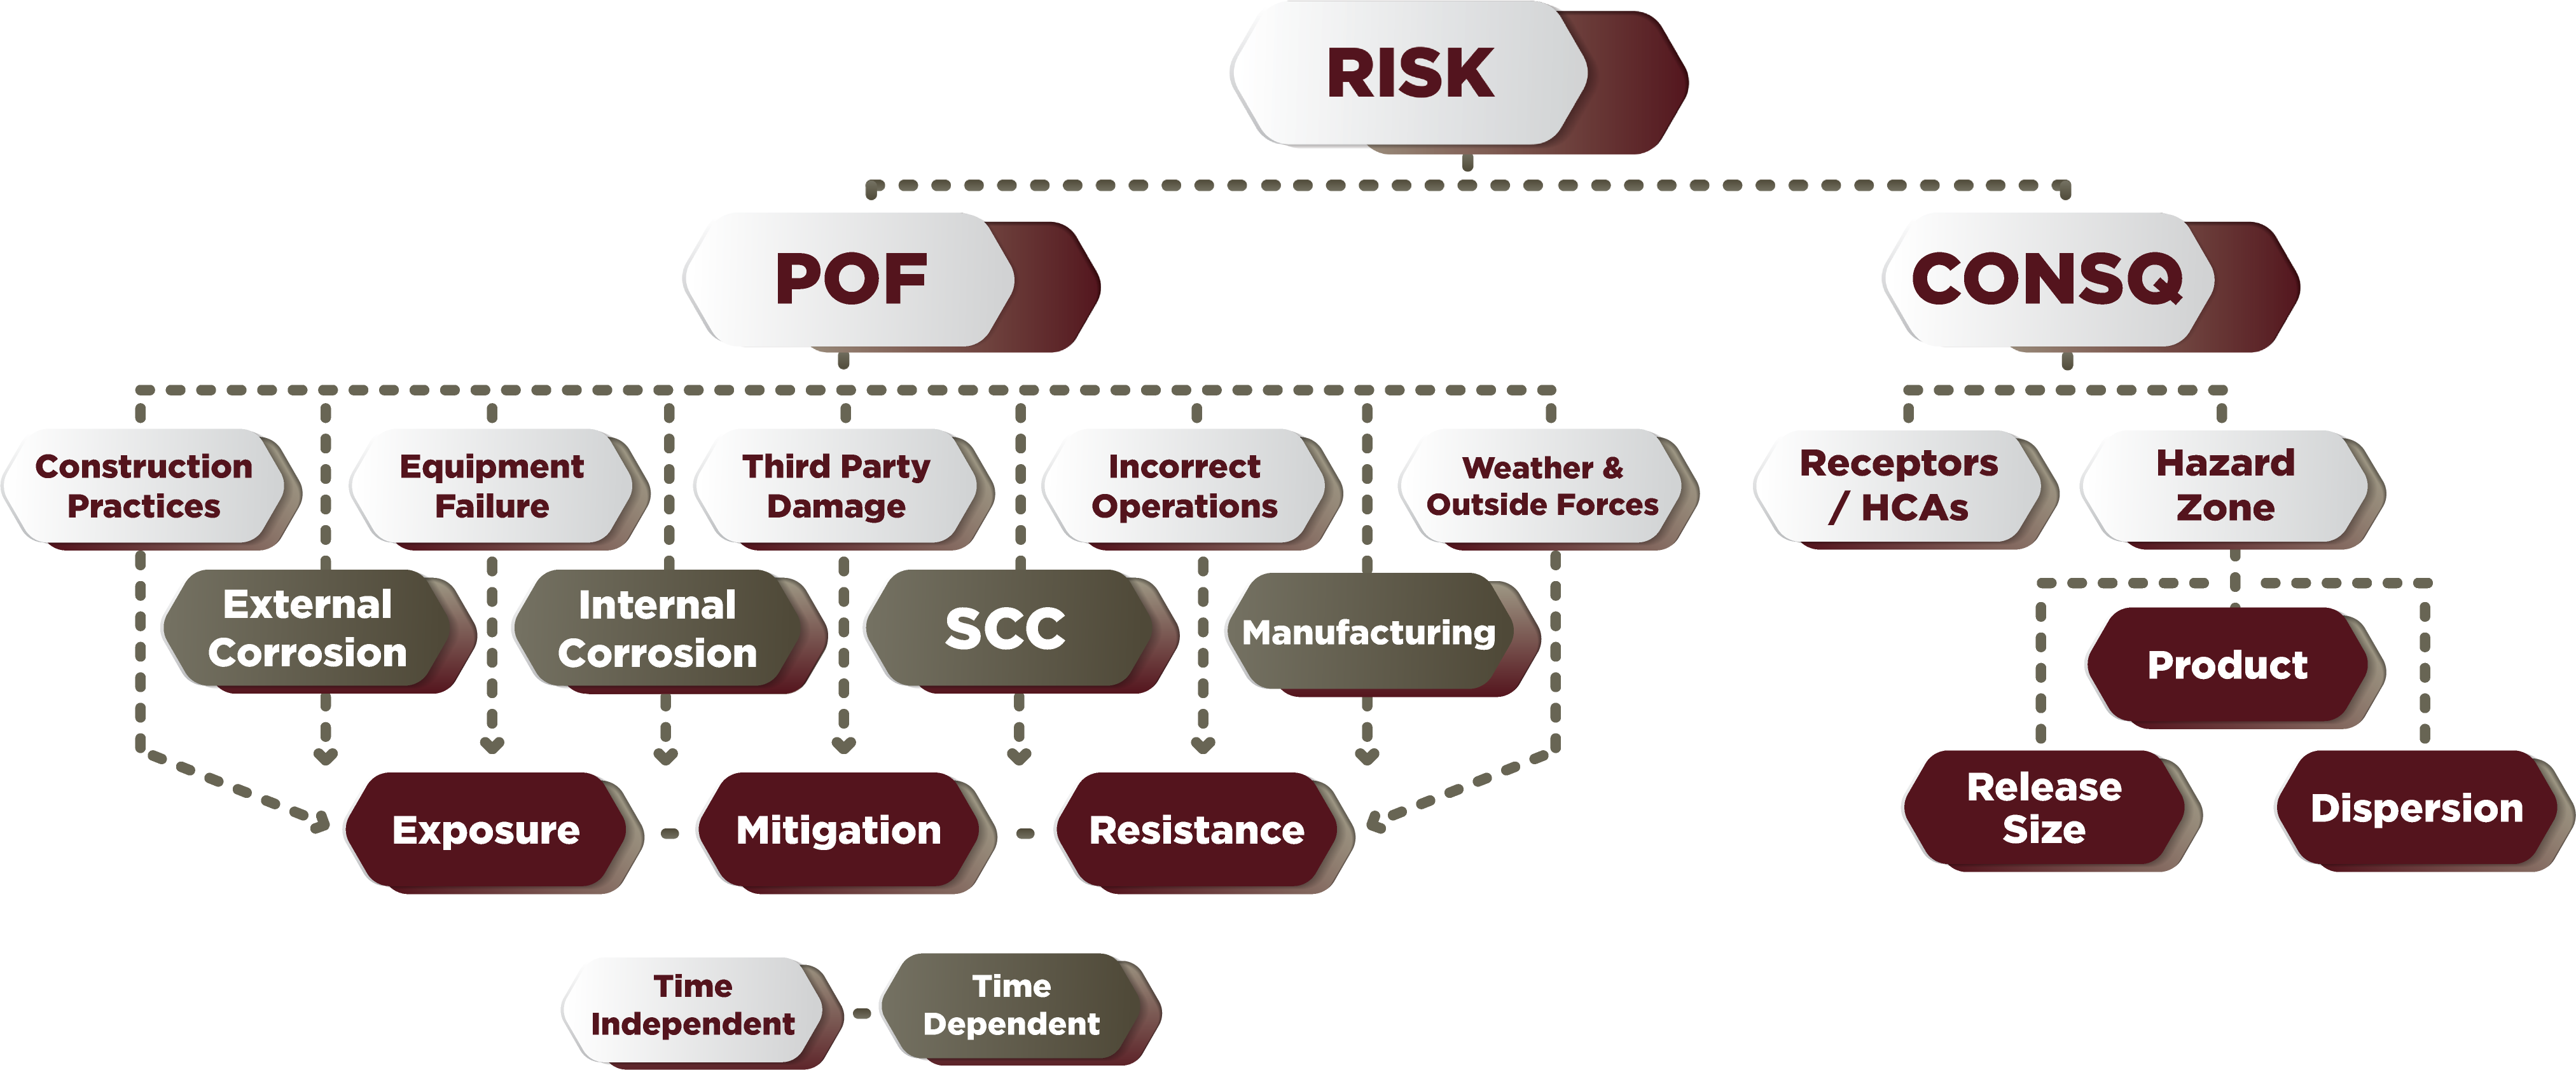 RISK
POF
CONSQ
Construction
Practices
Equipment
Failure
Third Party
Damage
Incorrect
Operations
Weather &
Outside Forces
Receptors
/ HCAs
Hazard
Zone
External
Corrosion
Internal
Corrosion
SCC
Manufacturing
Product
Exposure
Mitigation
Resistance
Release
Size
Dispersion
Time
Independent
Time
Dependent